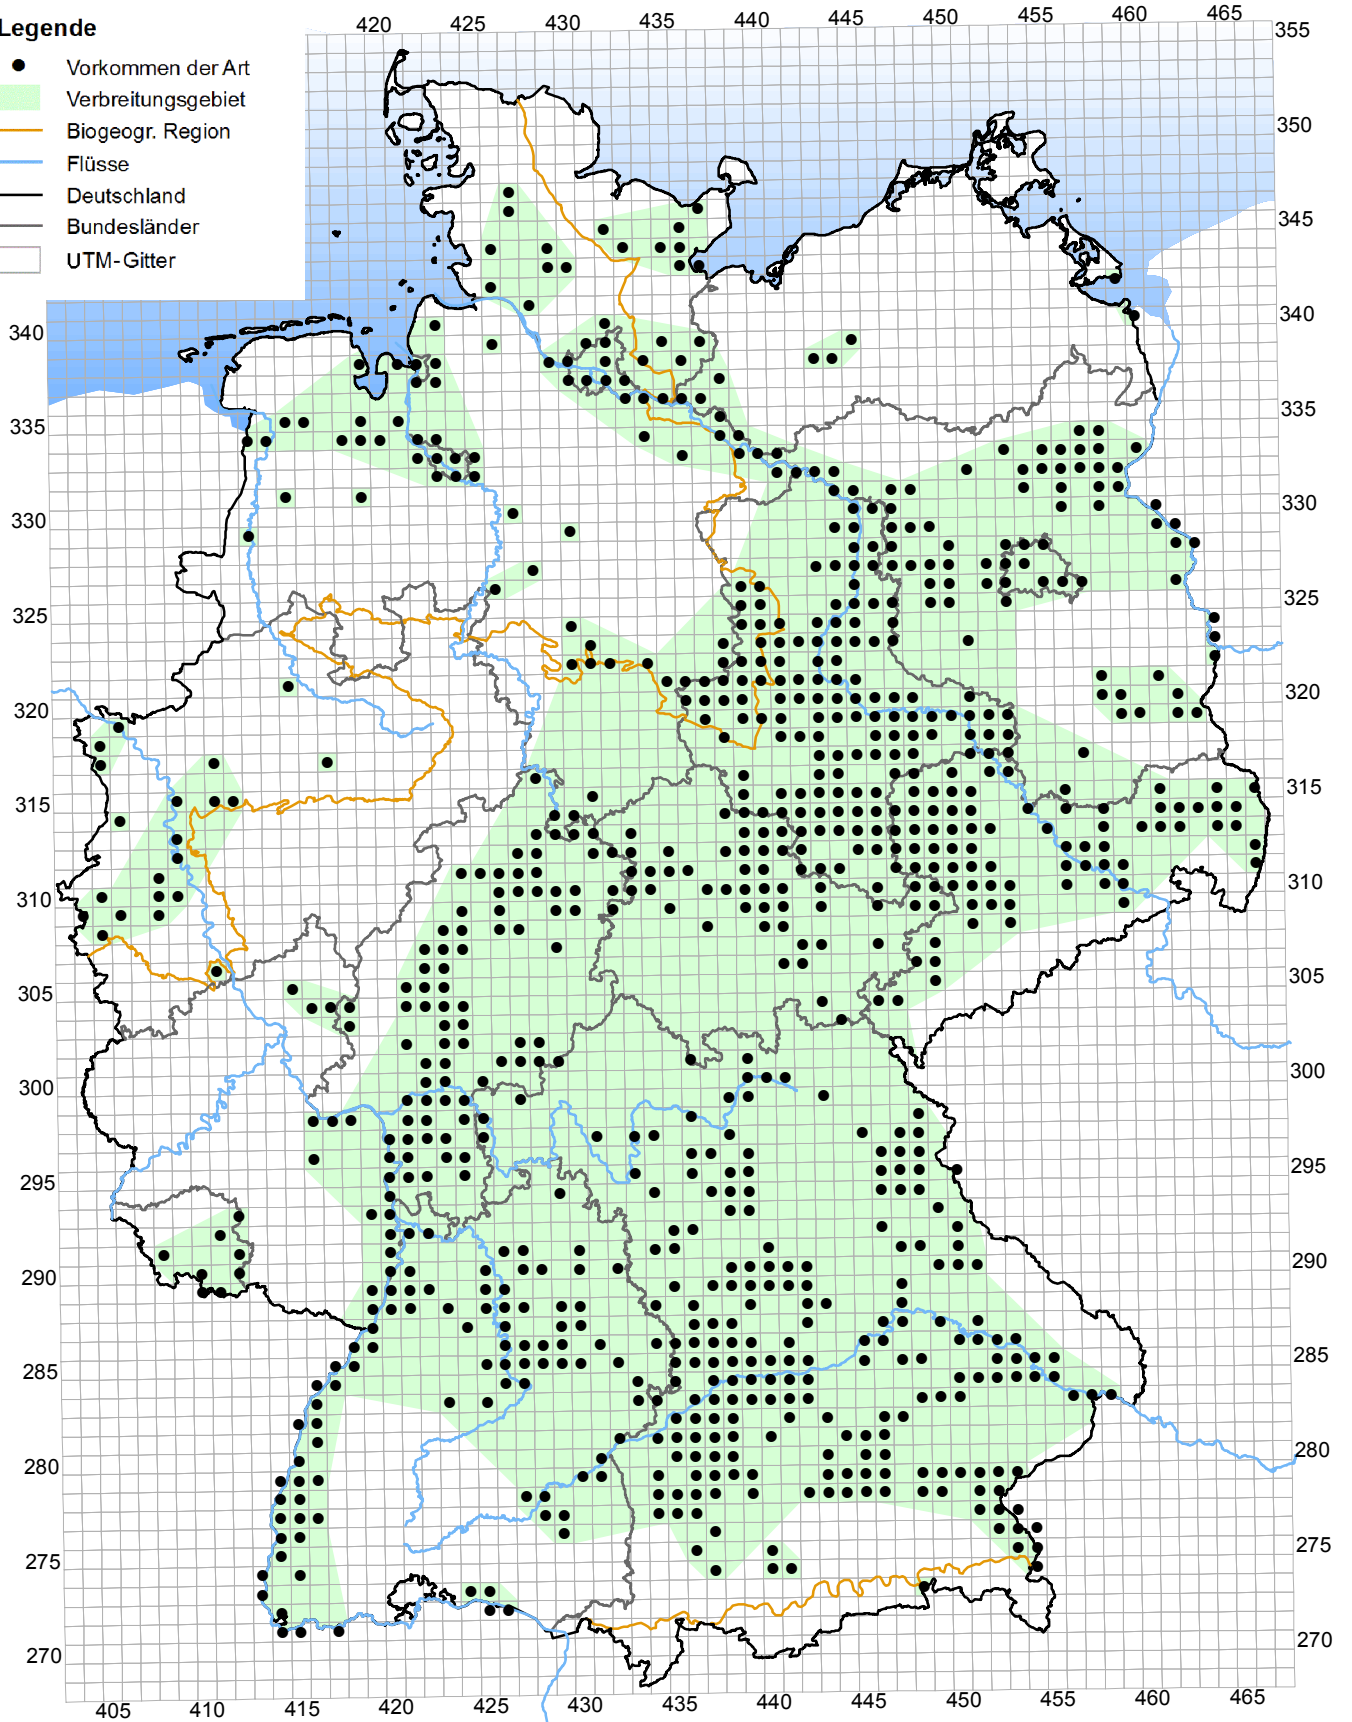 Legende
Vorkommen der Art
Verbreitungsgebiet
Biogeogr. Region
Flüsse
Deutschland
Bundesländer
UTM-Gitter
420 425 430 435 440 445 450 455 460 465
355
350
345
340 340
335 335
330 330
325 325
320 320
315 315
310 310
305 305
300 300
295 295
290 290
285 285
280 280
275 275
270 270
405 410 415 420 425 430 435 440 445 450 455 460 465